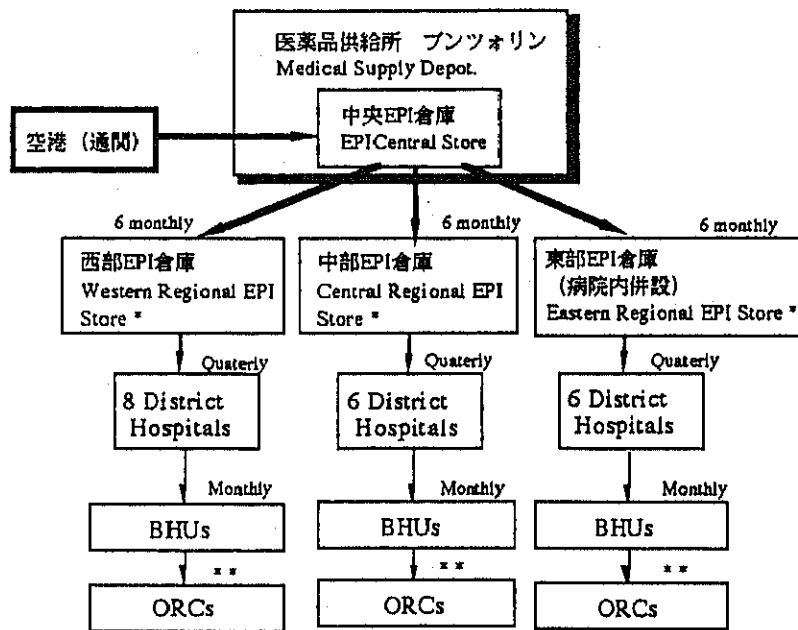 医薬品供給所 プンツォリン
Medical Supply Depot.
中央EPI倉庫
EPICentral Store
空港（通関）
6 monthly
6 monthly
6 monthly
西部EPI倉庫
Western Regional EPI
Store *
中部EPI倉庫
Central Regional EPI
Store *
東部EPI倉庫
（病院内併設）
Eastern Regional EPI Store *
Quaterly
Quaterly
Quaterly
8 District
Hospitals
6 District
Hospitals
6 District
Hospitals
Monthly
Monthly
Monthly
BHUs
BHUs
BHUs
* *
* *
* *
ORCs
ORCs
ORCs